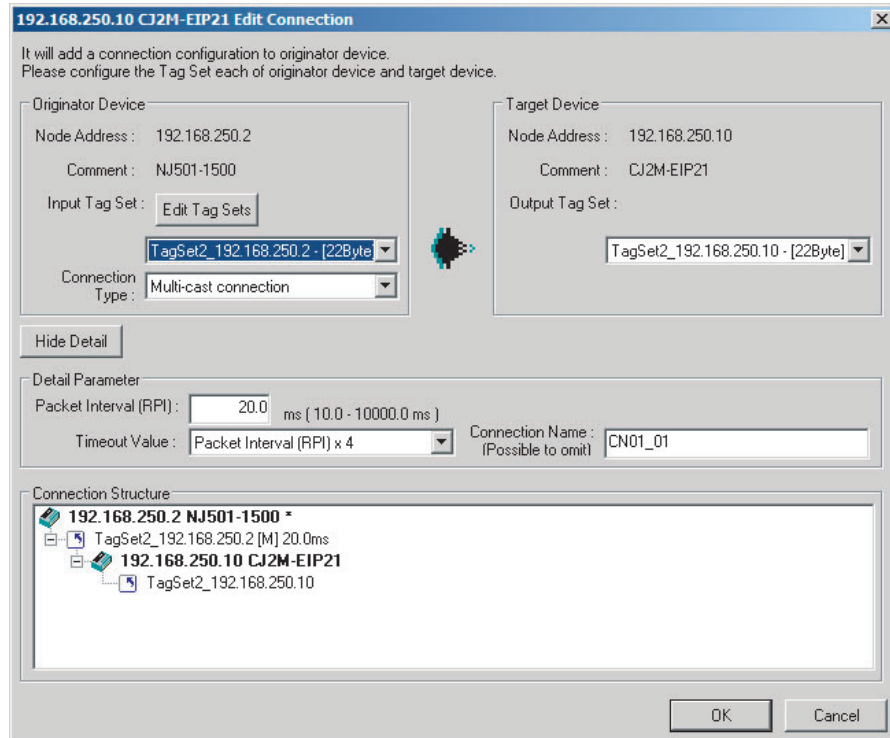 192.168.250.10 CJ2M-EIP21 Edit Connection
It will add a connection configuration to originator device.
Please configure the Tag Set each of originator device and target device.
Originator Device
Node Address : 192.168.250.2
Comment : NJ501-1500
Input Tag Set : Edit Tag Sets
TagSet2_192.168.250.2 - [22Byte]
Connection Type : Multi-cast connection
Target Device
Node Address : 192.168.250.10
Comment : CJ2M-EIP21
Output Tag Set :
TagSet2_192.168.250.10 - [22Byte]
Hide Detail
Detail Parameter
Packet Interval (RPI) : 20.0 ms ( 10.0 - 10000.0 ms )
Timeout Value : Packet Interval (RPI) x 4
Connection Name : (Possible to omit) CN01_01
Connection Structure
192.168.250.2 NJ501-1500 *
TagSet2_192.168.250.2 [M] 20.0ms
192.168.250.10 CJ2M-EIP21
TagSet2_192.168.250.10
OK
Cancel